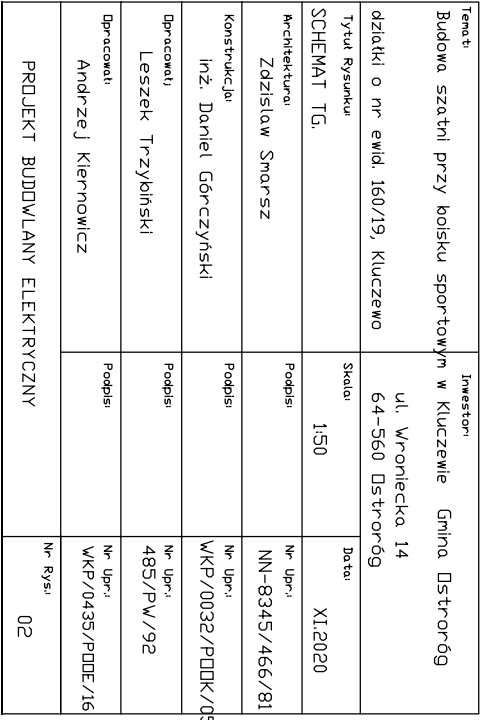 Temat: Inwestor:
Budowa szatni przy boisku sportowym w Kluczewie Gmina Ostroróg
ul. Wroniecka 14
działki o nr ewid. 160/19, Kluczewo 64-560 Ostroróg
Tytuł Rysunku: Skala: Data:
SCHEMAT TG. 1:50 XI.2020
Architektura: Podpis: Nr Upr.:
Zdzislaw Smarsz NN-8345/466/81
Konstrukcja: Podpis: Nr Upr.:
inż. Daniel Górczyński WKP/0032/POOK/05
Opracował; Podpis: Nr Upr.:
Leszek Trzybiński 485/PW/92
Opracował: Podpis: Nr Upr.:
Andrzej Kiernowicz WKP/0435/POOE/16
Nr Rys.:
PROJEKT BUDOWLANY ELEKTRYCZNY 02